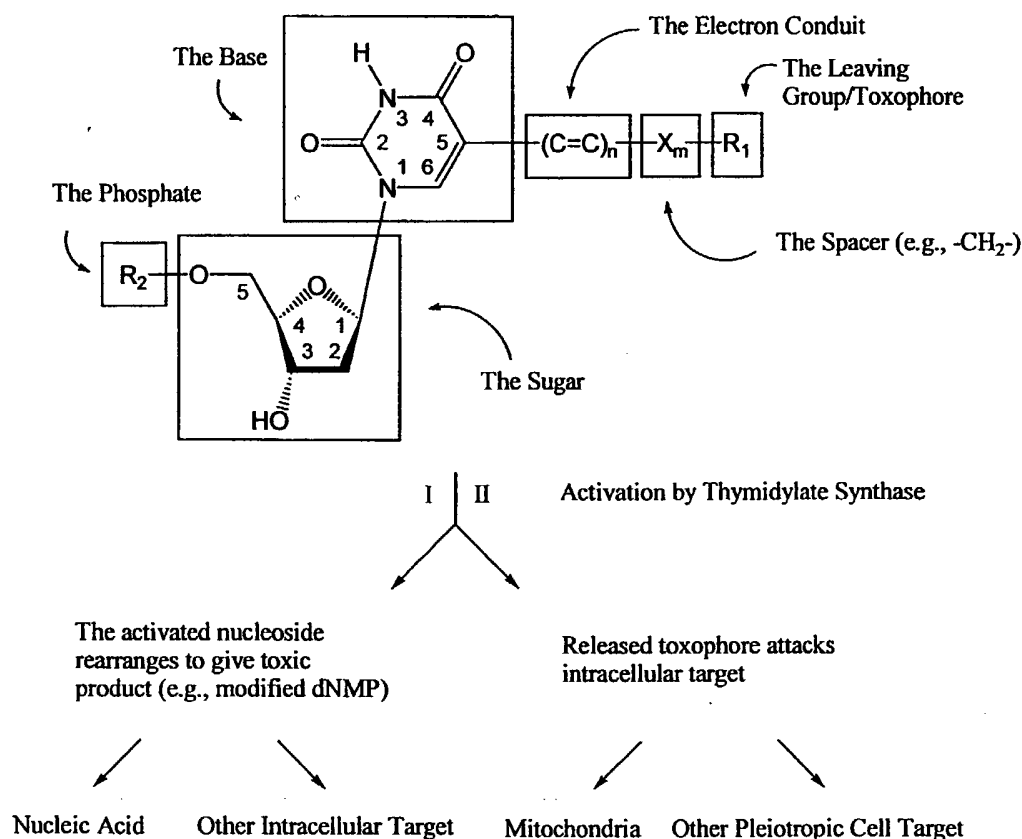 The Electron Conduit
The Base
The Leaving
Group/Toxophore
H
O
N
3
4
O
2
5
(C=C)n
Xm
R1
1
6
N
The Phosphate
The Spacer (e.g., -CH2-)
R2
O
5
O
4
1
3
2
HO
The Sugar
I
II
Activation by Thymidylate Synthase
The activated nucleoside
rearranges to give toxic
product (e.g., modified dNMP)
Released toxophore attacks
intracellular target
Nucleic Acid
Other Intracellular Target
Mitochondria
Other Pleiotropic Cell Target